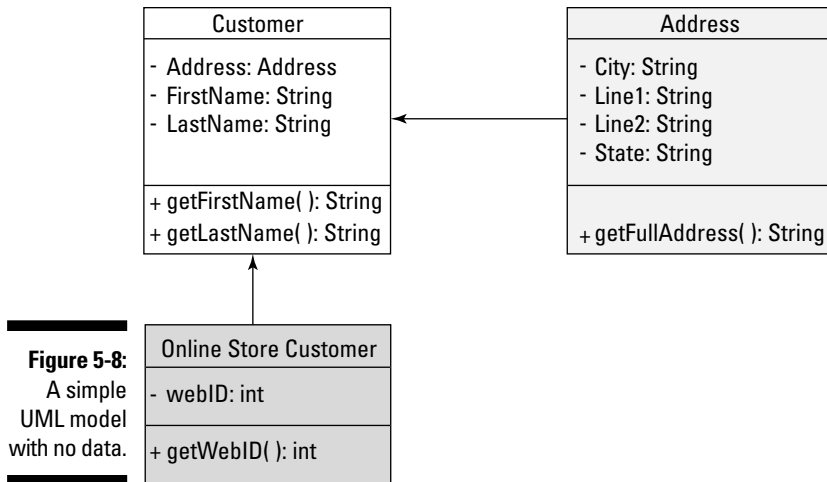 Customer
- Address: Address
- FirstName: String
- LastName: String
+ getFirstName( ): String
+ getLastName( ): String
Address
- City: String
- Line1: String
- Line2: String
- State: String
+ getFullAddress( ): String
Online Store Customer
- webID: int
+ getWebID( ): int
Figure 5-8:
A simple
UML model
with no data.